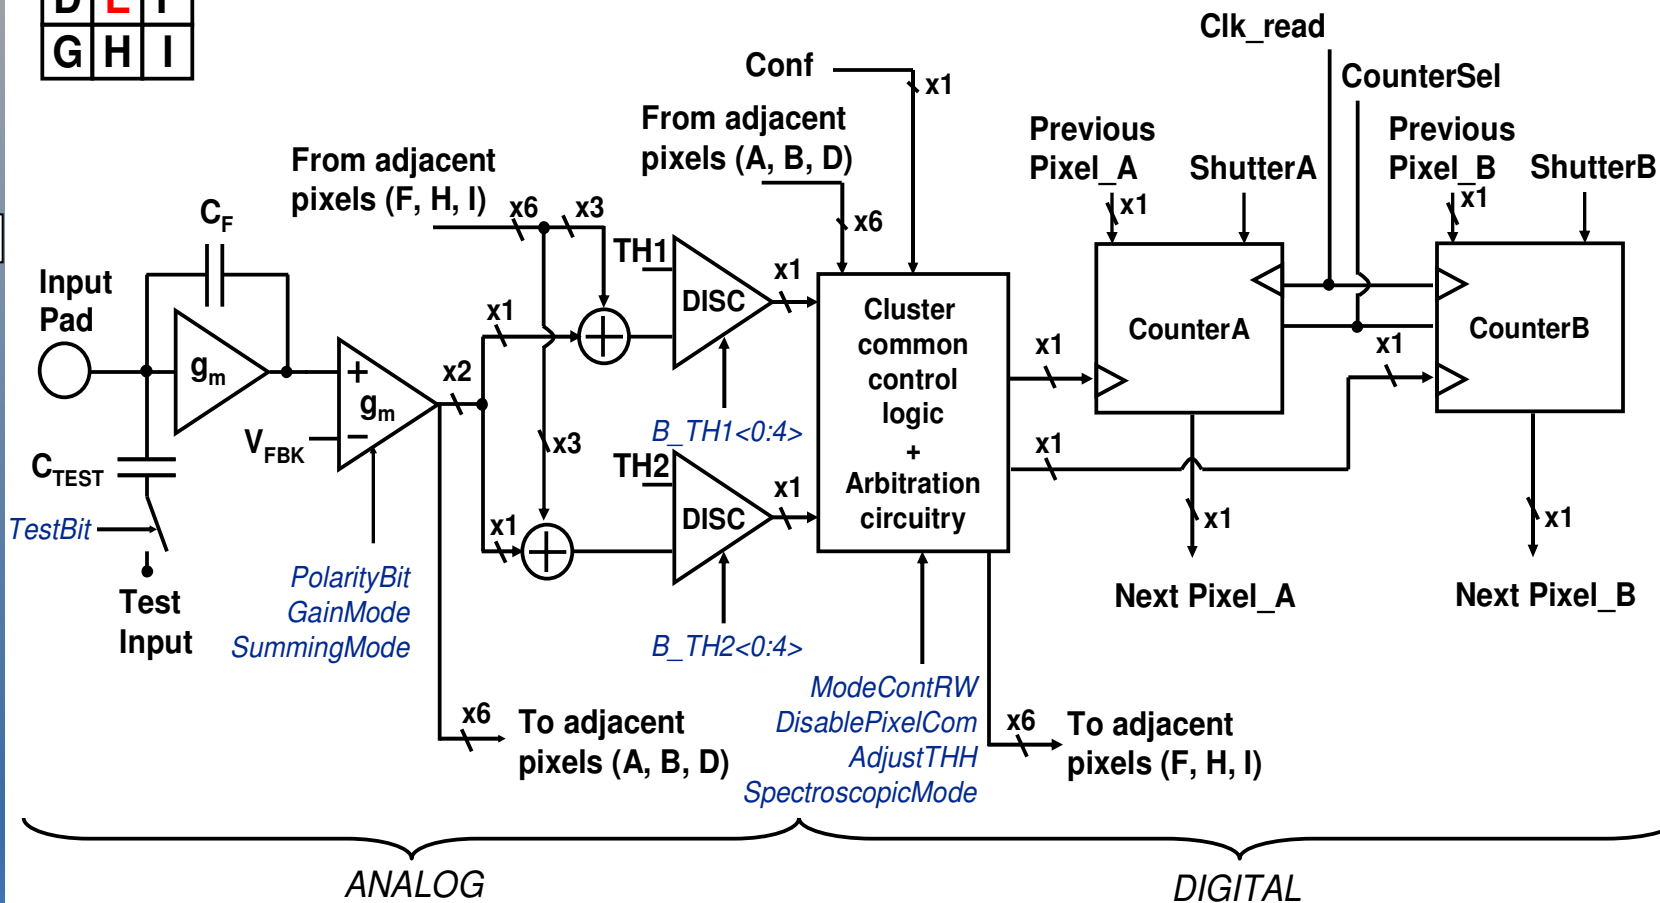 D E F
G H I
Clk_read
Conf
x1
CounterSel
From adjacent
pixels (A, B, D)
x6
Previous
Pixel_A
x1
ShutterA
Previous
Pixel_B
x1
ShutterB
From adjacent
pixels (F, H, I)
x6
x3
CF
Input
Pad
gm
TH1
DISC
x1
x1
B_TH1<0:4>
Cluster
common
control
logic
+
Arbitration
circuitry
x1
x1
CounterA
x1
CounterB
+
gm
−
VFBK
x2
x3
CTEST
TestBit
Test
Input
PolarityBit
GainMode
SummingMode
TH2
DISC
x1
x1
B_TH2<0:4>
x1
Next Pixel_A
x1
Next Pixel_B
x6
To adjacent
pixels (A, B, D)
ModeContRW
DisablePixelCom
AdjustTHH
SpectroscopicMode
x6
To adjacent
pixels (F, H, I)
ANALOG
DIGITAL